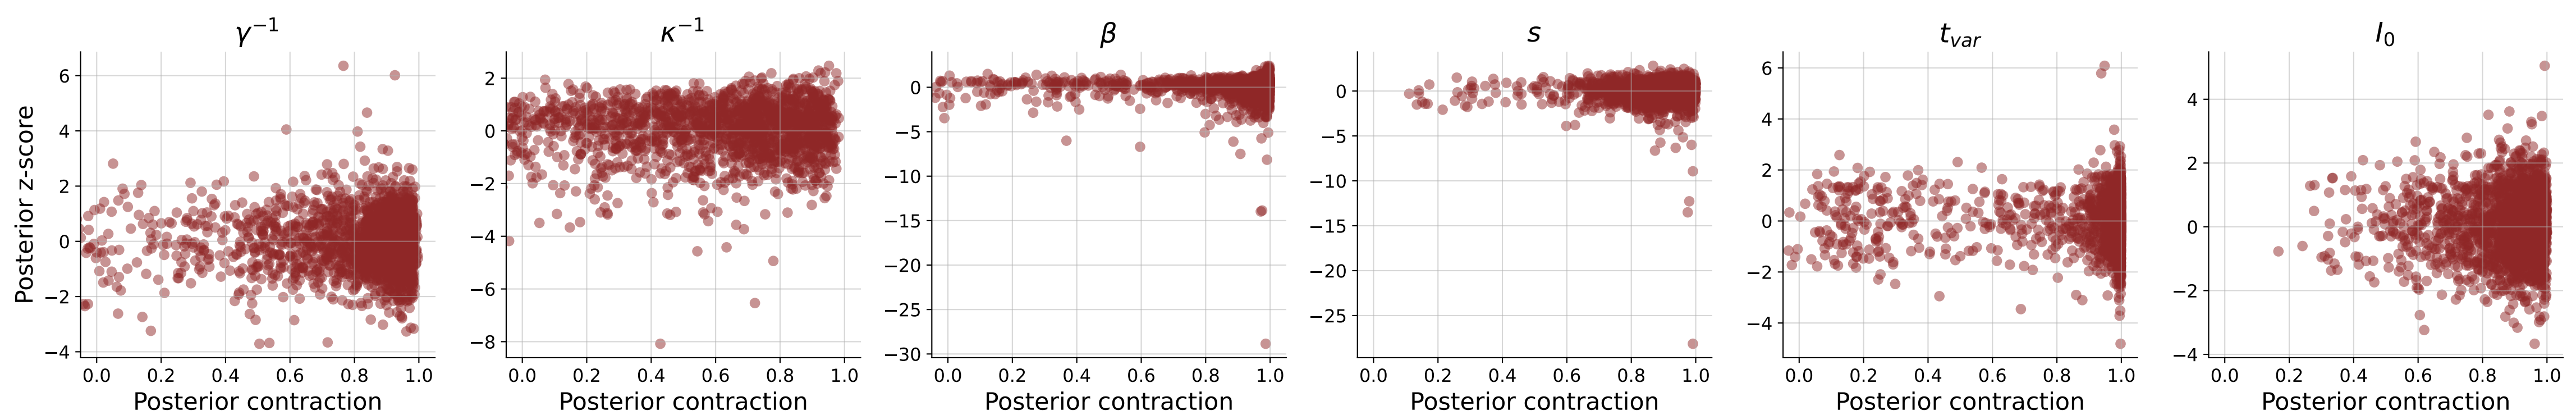 γ⁻¹
κ⁻¹
β
s
t_var
I₀
Posterior z-score
6
4
2
0
−2
−4
0.0 0.2 0.4 0.6 0.8 1.0
Posterior contraction
2
0
−2
−4
−6
−8
0.0 0.2 0.4 0.6 0.8 1.0
Posterior contraction
0
−5
−10
−15
−20
−25
−30
0.0 0.2 0.4 0.6 0.8 1.0
Posterior contraction
0
−5
−10
−15
−20
−25
0.0 0.2 0.4 0.6 0.8 1.0
Posterior contraction
6
4
2
0
−2
−4
0.0 0.2 0.4 0.6 0.8 1.0
Posterior contraction
4
2
0
−2
−4
0.0 0.2 0.4 0.6 0.8 1.0
Posterior contraction